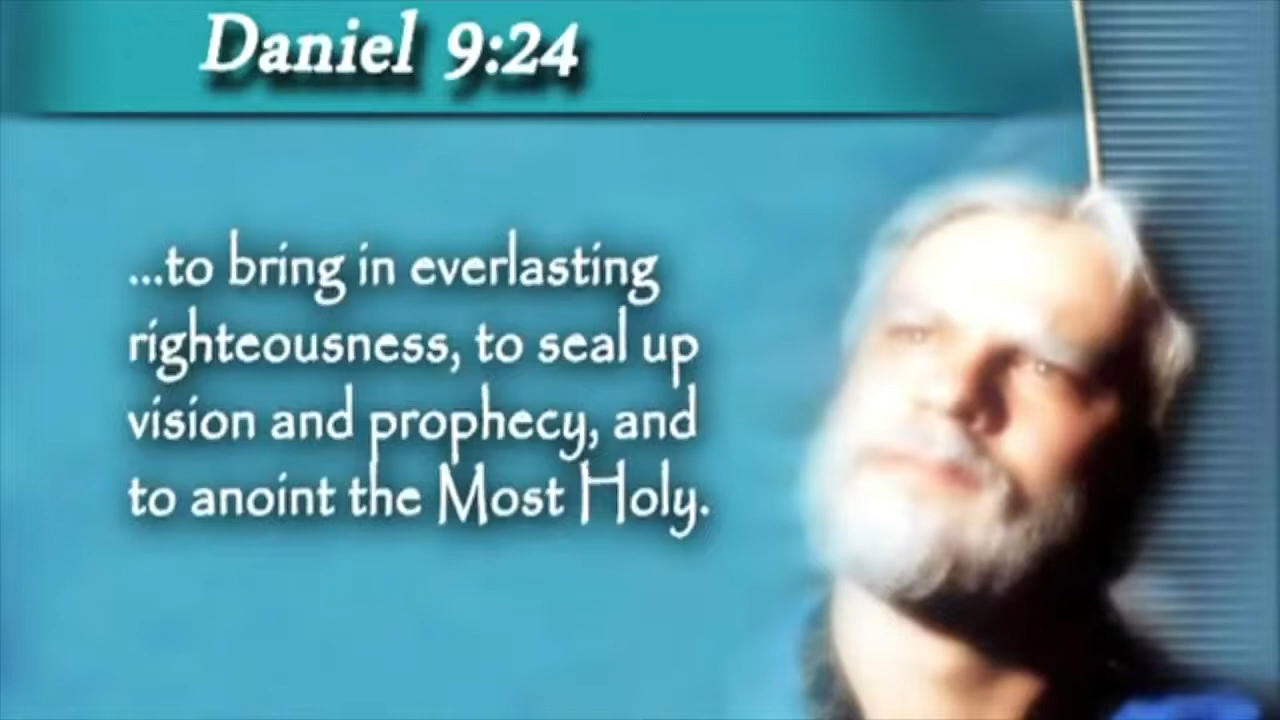 Daniel 9:24
...to bring in everlasting
righteousness, to seal up
vision and prophecy, and
to anoint the Most Holy.